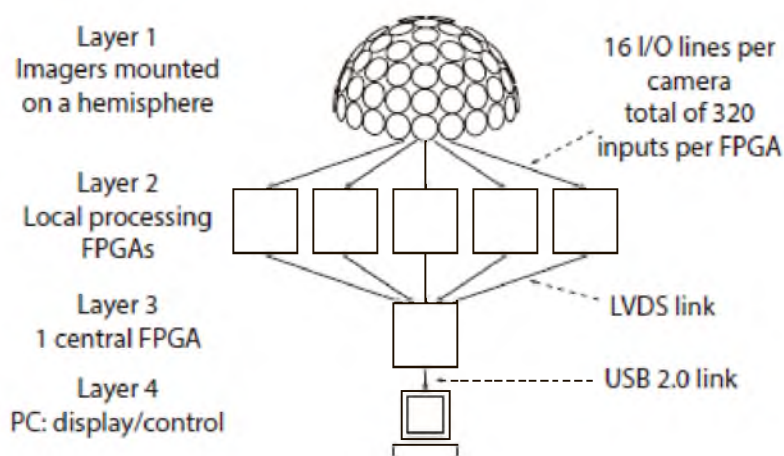 Layer 1
Imagers mounted
on a hemisphere
16 I/O lines per
camera
total of 320
inputs per FPGA
Layer 2
Local processing
FPGAs
Layer 3
1 central FPGA
LVDS link
Layer 4
PC: display/control
USB 2.0 link